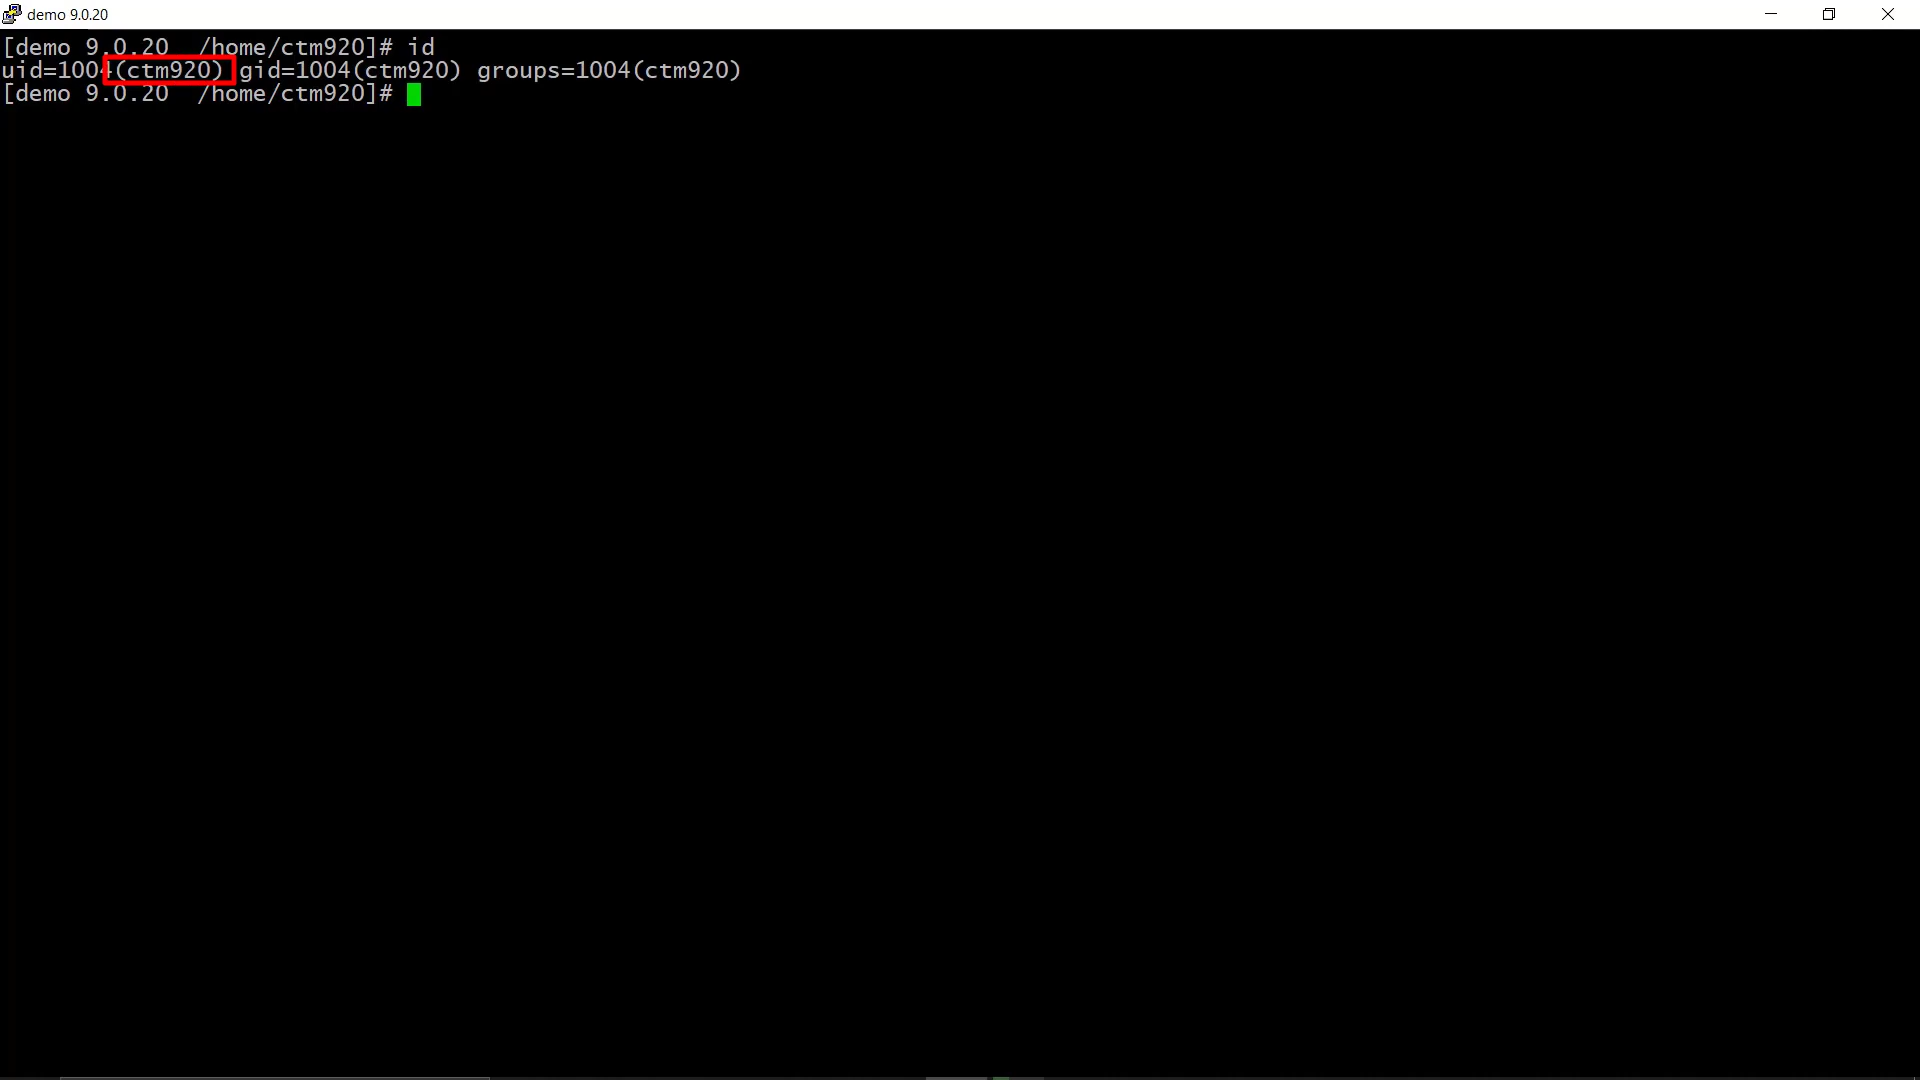 demo 9.0.20
[demo 9.0.20  /home/ctm920]# id
uid=1004(ctm920) gid=1004(ctm920) groups=1004(ctm920)
[demo 9.0.20  /home/ctm920]#